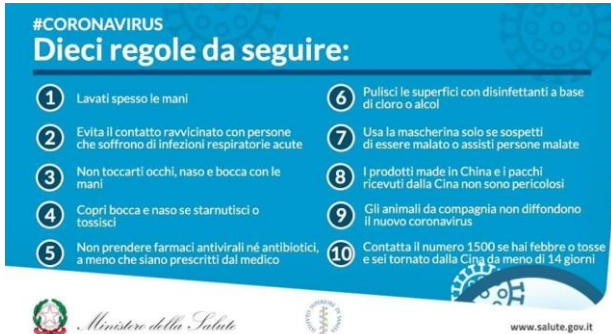 #CORONAVIRUS
Dieci regole da seguire:
1 Lavati spesso le mani
2 Evita il contatto ravvicinato con persone
che soffrono di infezioni respiratorie acute
3 Non toccarti occhi, naso e bocca con le
mani
4 Copri bocca e naso se starnutisci o
tossisci
5 Non prendere farmaci antivirali né antibiotici,
a meno che siano prescritti dal medico
6 Pulisci le superfici con disinfettanti a base
di cloro o alcol
7 Usa la mascherina solo se sospetti
di essere malato o assisti persone malate
8 I prodotti made in China e i pacchi
ricevuti dalla Cina non sono pericolosi
9 Gli animali da compagnia non diffondono
il nuovo coronavirus
10 Contatta il numero 1500 se hai febbre o tosse
e sei tornato dalla Cina da meno di 14 giorni
Ministero della Salute
www.salute.gov.it